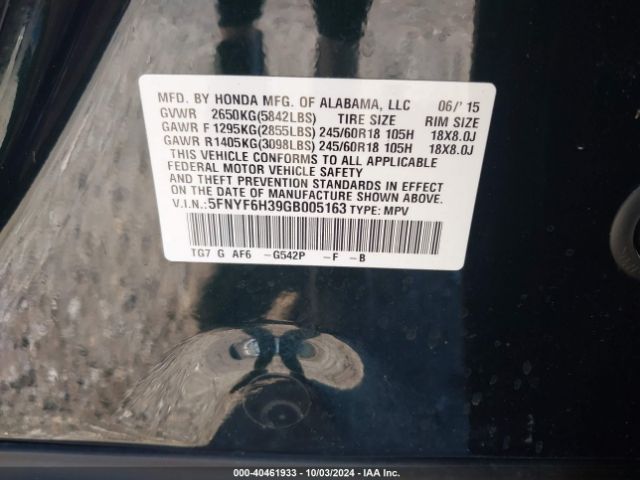 MFD. BY HONDA MFG. OF ALABAMA, LLC 06/'15
GVWR 2650KG(5842LBS) TIRE SIZE RIM SIZE
GAWR F 1295KG(2855LBS) 245/60R18 105H 18X8.0J
GAWR R 1405KG(3098LBS) 245/60R18 105H 18X8.0J
THIS VEHICLE CONFORMS TO ALL APPLICABLE
FEDERAL MOTOR VEHICLE SAFETY
AND THEFT PREVENTION STANDARDS IN EFFECT
ON THE DATE OF MANUFACTURE SHOWN ABOVE.
V.I.N.:5FNYF6H39GB005163 TYPE: MPV
TG7 G AF6 -G542P -F -B
000-40461933 - 10/03/2024 - IAA Inc.